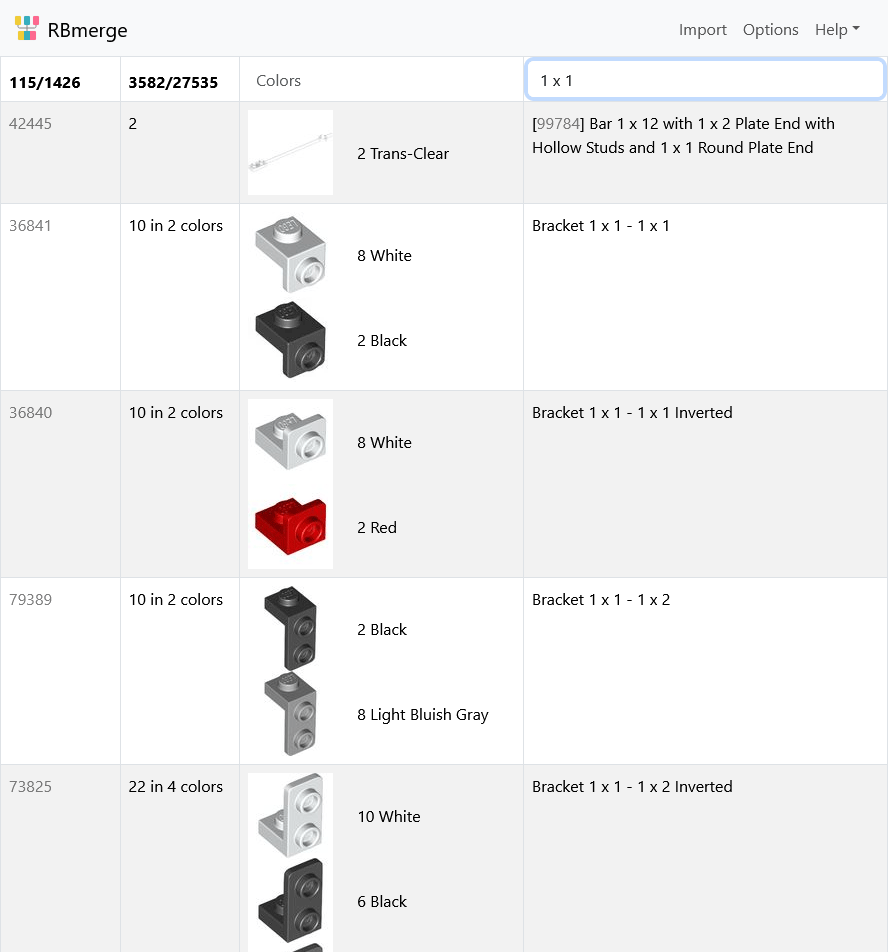 RBmerge
Import Options Help
115/1426 3582/27535 Colors 1 x 1
42445 2 2 Trans-Clear [99784] Bar 1 x 12 with 1 x 2 Plate End with
Hollow Studs and 1 x 1 Round Plate End
36841 10 in 2 colors Bracket 1 x 1 - 1 x 1
8 White
2 Black
36840 10 in 2 colors Bracket 1 x 1 - 1 x 1 Inverted
8 White
2 Red
79389 10 in 2 colors Bracket 1 x 1 - 1 x 2
2 Black
8 Light Bluish Gray
73825 22 in 4 colors Bracket 1 x 1 - 1 x 2 Inverted
10 White
6 Black